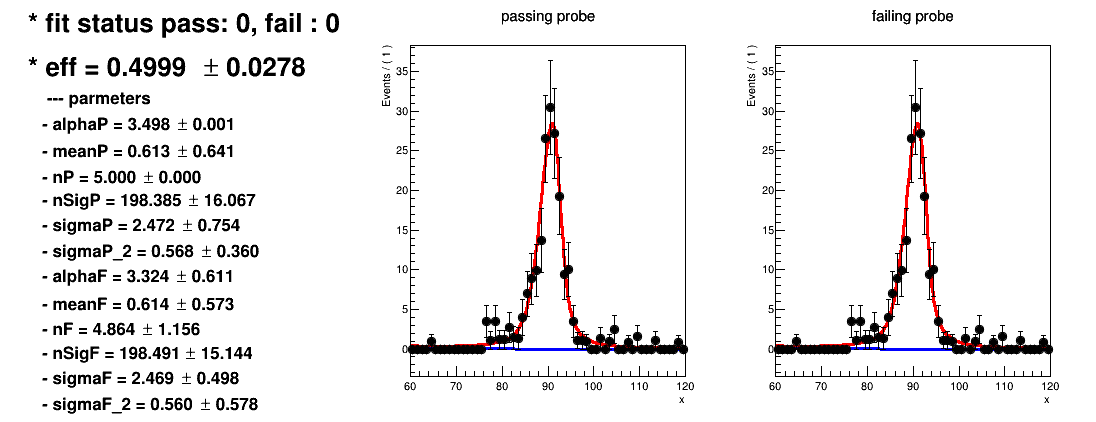 * fit status pass: 0, fail : 0
* eff = 0.4999 ± 0.0278
--- parmeters
- alphaP = 3.498 ± 0.001
- meanP = 0.613 ± 0.641
- nP = 5.000 ± 0.000
- nSigP = 198.385 ± 16.067
- sigmaP = 2.472 ± 0.754
- sigmaP_2 = 0.568 ± 0.360
- alphaF = 3.324 ± 0.611
- meanF = 0.614 ± 0.573
- nF = 4.864 ± 1.156
- nSigF = 198.491 ± 15.144
- sigmaF = 2.469 ± 0.498
- sigmaF_2 = 0.560 ± 0.578
passing probe
Events / ( 1 )
35
30
25
20
15
10
5
0
60 70 80 90 100 110 120
x
failing probe
Events / ( 1 )
35
30
25
20
15
10
5
0
60 70 80 90 100 110 120
x